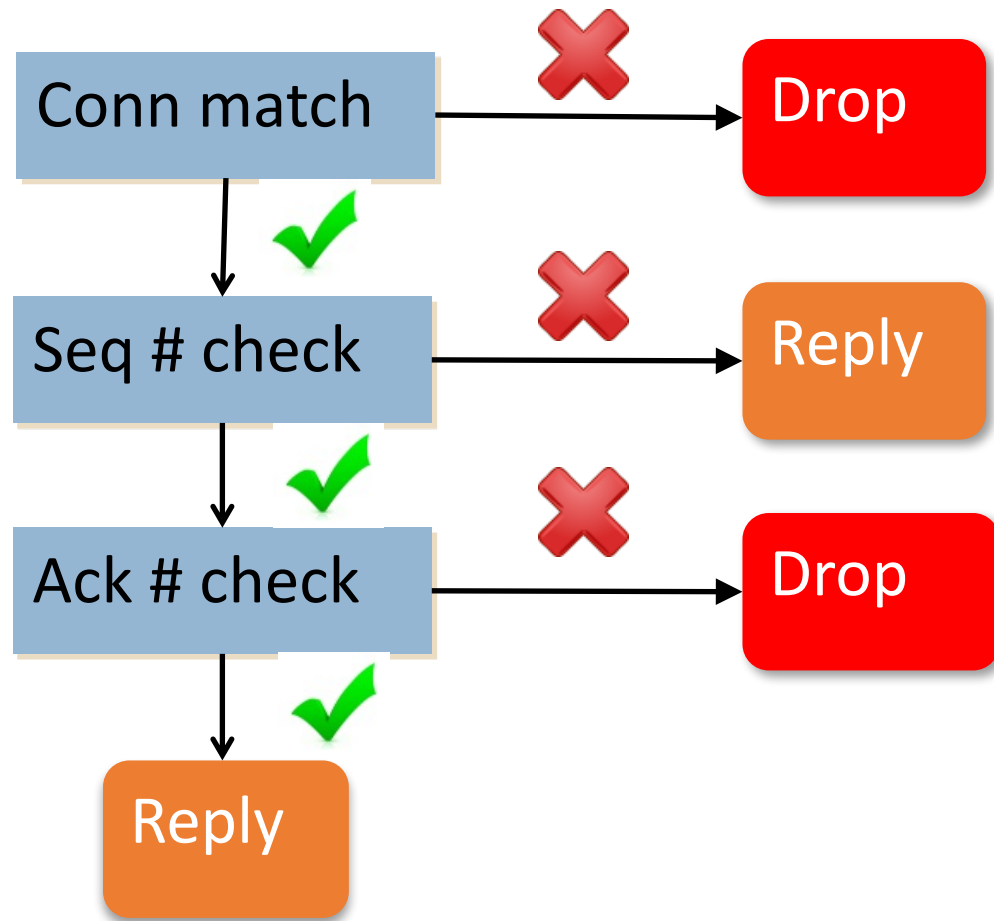 Conn match
Drop
Seq # check
Reply
Ack # check
Drop
Reply